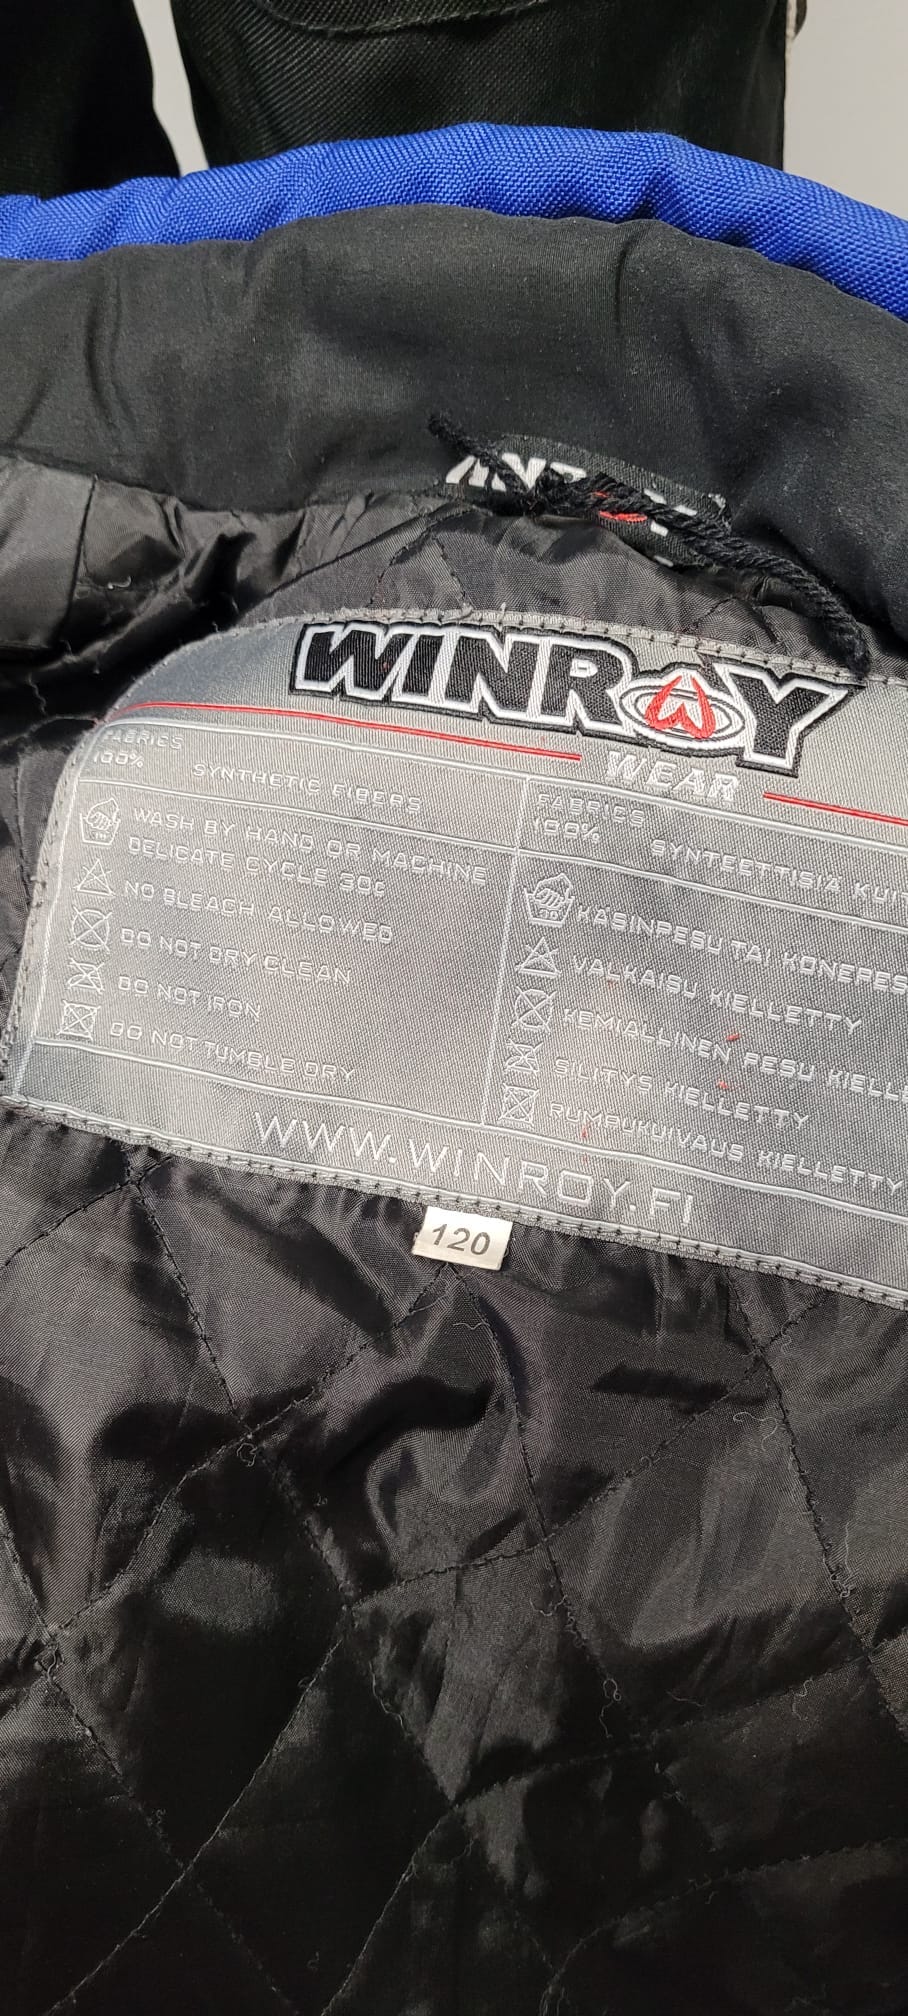 WINROY
WEAR
FABRICS
100% SYNTHETIC FIBERS
WASH BY HAND OR MACHINE
DELICATE CYCLE 30C
NO BLEACH ALLOWED
DO NOT DRY CLEAN
DO NOT IRON
DO NOT TUMBLE DRY
FABRICS
100% SYNTEETTISIÄ
KÄSINPESU TAI
VALKAISU KIELLETTY
KEMIALLINEN PESU
SILITYS KIELLETTY
RUMPUKUIVAUS KIELLETTY
WWW.WINROY.FI
120